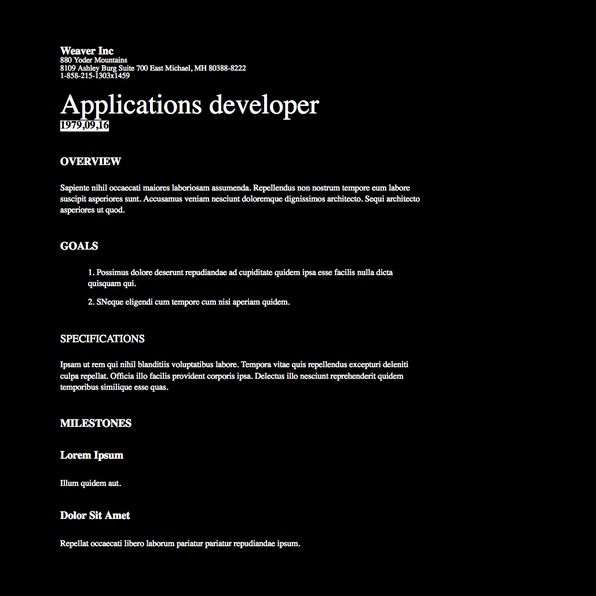 Weaver Inc
880 Yoder Mountains
8109 Ashley Burg Suite 700 East Michael, MH 80388-8222
1-858-215-1303x1459
Applications developer
1979,09,16
OVERVIEW
Sapiente nihil occaecati maiores laboriosam assumenda. Repellendus non nostrum tempore eum labore
suscipit asperiores sunt. Accusamus veniam nesciunt doloremque dignissimos architecto. Sequi architecto
asperiores ut quod.
GOALS
1. Possimus dolore deserunt repudiandae ad cupiditate quidem ipsa esse facilis nulla dicta
quisquam qui.
2. SNeque eligendi cum tempore cum nisi aperiam quidem.
SPECIFICATIONS
Ipsam ut rem qui nihil blanditiis voluptatibus labore. Tempora vitae quis repellendus excepturi deleniti
culpa repellat. Officia illo facilis provident corporis ipsa. Delectus illo nesciunt reprehenderit quidem
temporibus similique esse quas.
MILESTONES
Lorem Ipsum
Illum quidem aut.
Dolor Sit Amet
Repellat occaecati libero laborum pariatur pariatur repudiandae ipsum.